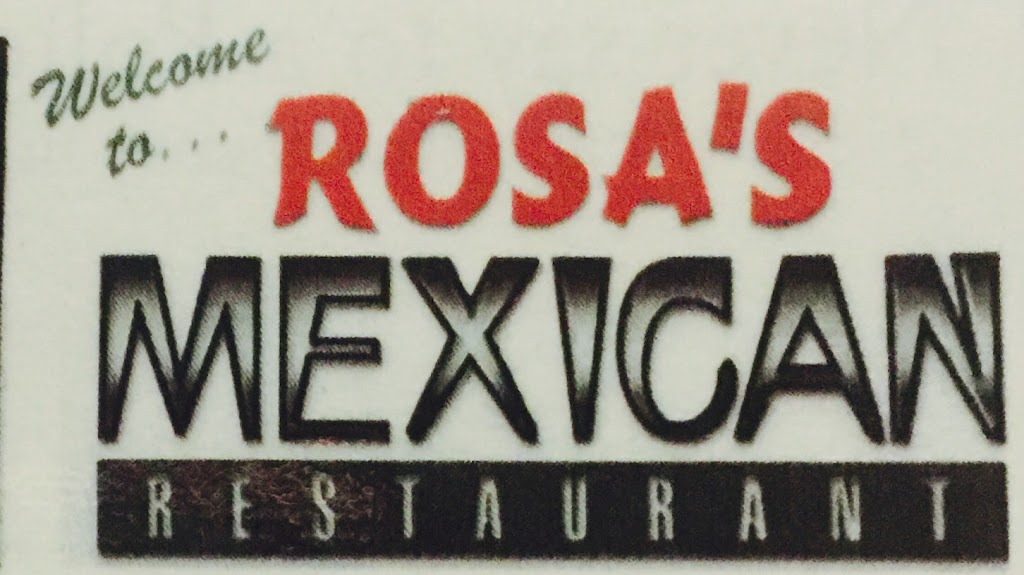 Welcome
to...
ROSA'S
MEXICAN
RESTAURANT